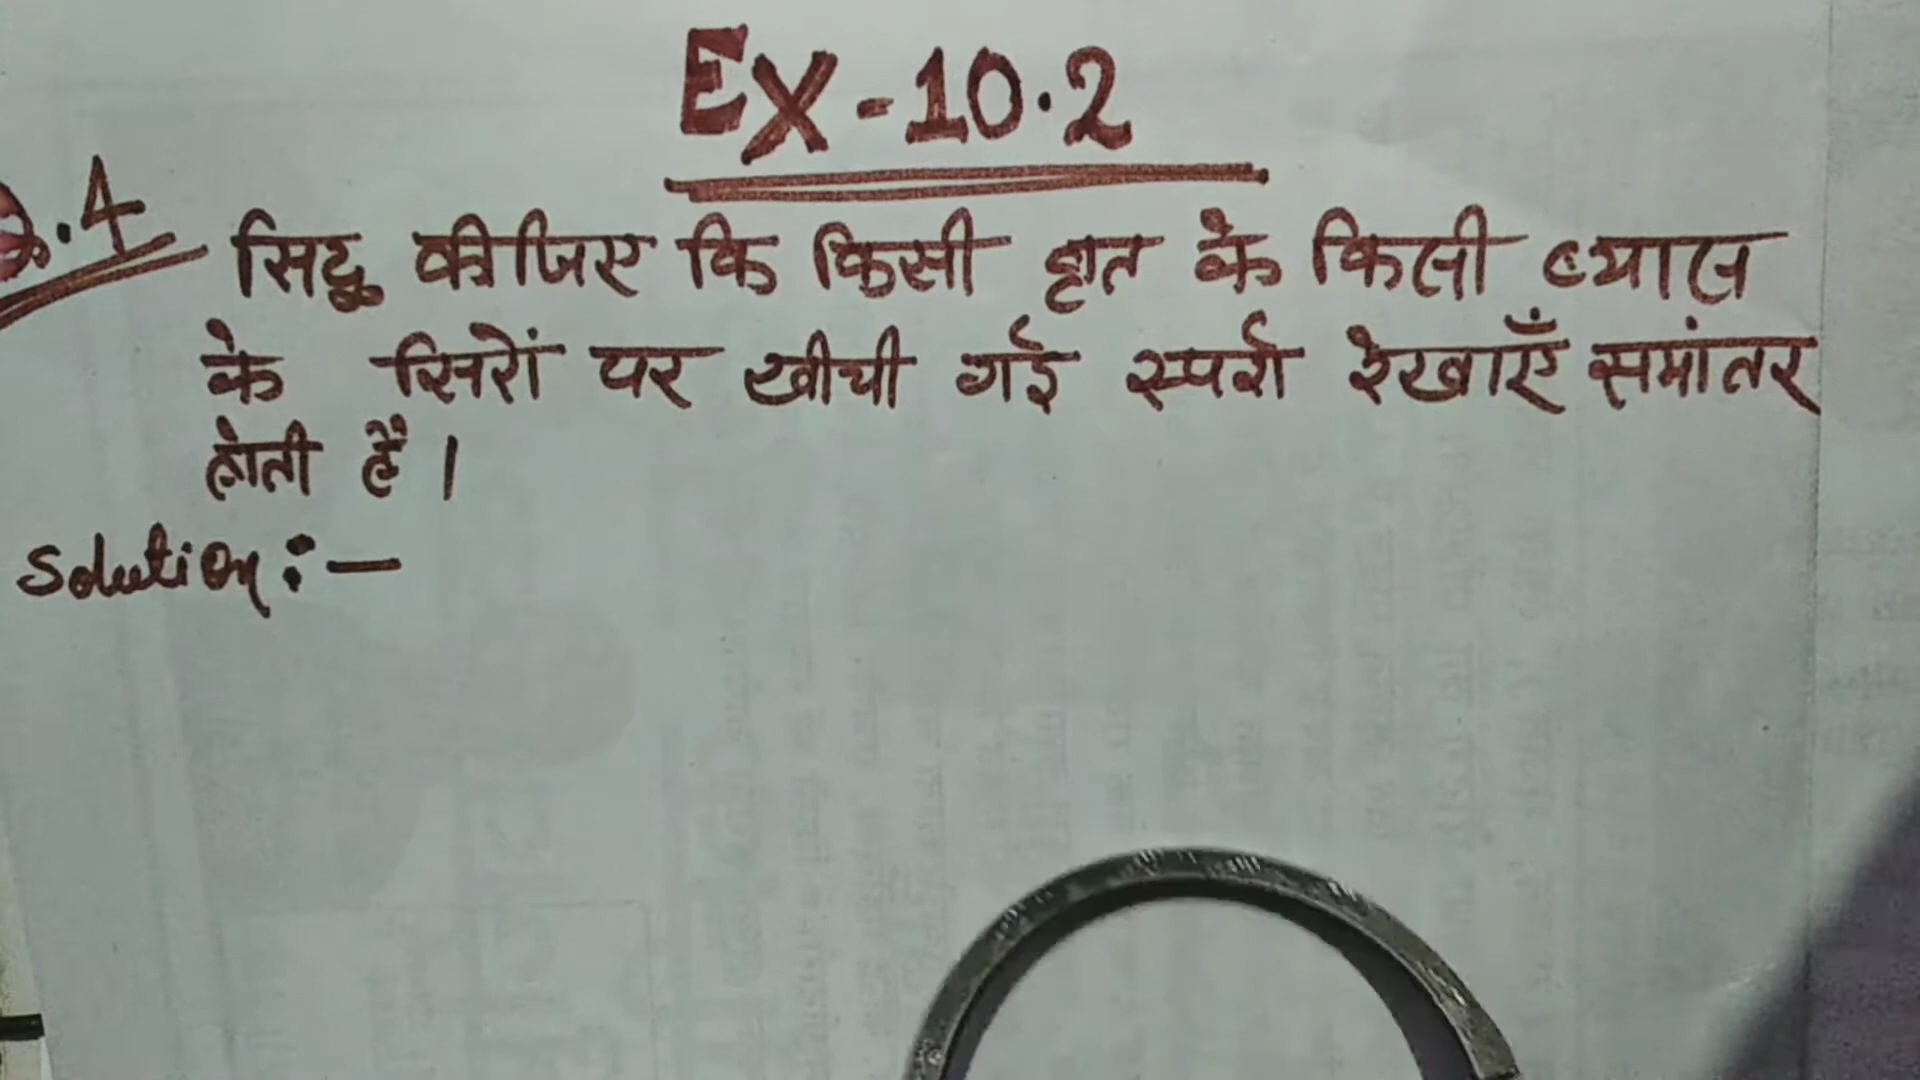 Ex-10.2
Q.4 सिद्ध कीजिए कि किसी वृत के किसी व्यास
के सिरों पर खीची गई स्पर्श रेखाएँ समांतर
होती हैं।
Solution:-